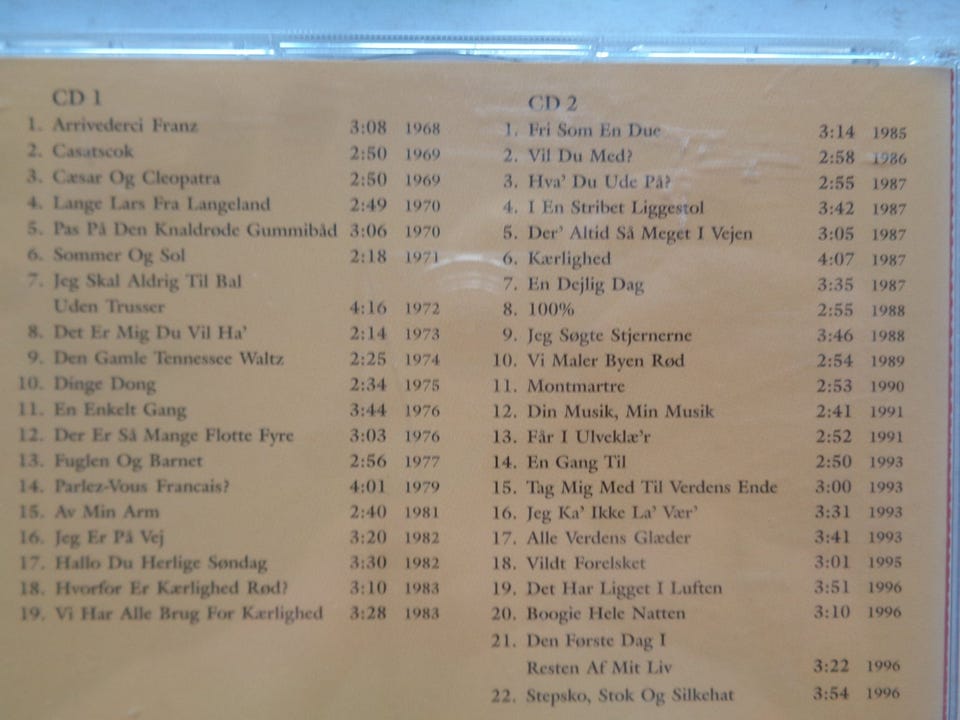 CD 1
1. Arrivederci Franz 3:08 1968
2. Casatscok 2:50 1969
3. Cæsar Og Cleopatra 2:50 1969
4. Lange Lars Fra Langeland 2:49 1970
5. Pas På Den Knaldrøde Gummibåd 3:06 1970
6. Sommer Og Sol 2:18 1971
7. Jeg Skal Aldrig Til Bal
Uden Trusser 4:16 1972
8. Det Er Mig Du Vil Ha' 2:14 1973
9. Den Gamle Tennessee Waltz 2:25 1974
10. Dinge Dong 2:34 1975
11. En Enkelt Gang 3:44 1976
12. Der Er Så Mange Flotte Fyre 3:03 1976
13. Fuglen Og Barnet 2:56 1977
14. Parlez-Vous Francais? 4:01 1979
15. Av Min Arm 2:40 1981
16. Jeg Er På Vej 3:20 1982
17. Hallo Du Herlige Søndag 3:30 1982
18. Hvorfor Er Kærlighed Rød? 3:10 1983
19. Vi Har Alle Brug For Kærlighed 3:28 1983
CD 2
1. Fri Som En Due 3:14 1985
2. Vil Du Med? 2:58 1986
3. Hva' Du Ude På? 2:55 1987
4. I En Stribet Liggestol 3:42 1987
5. Der' Altid Så Meget I Vejen 3:05 1987
6. Kærlighed 4:07 1987
7. En Dejlig Dag 3:35 1987
8. 100% 2:55 1988
9. Jeg Søgte Stjernerne 3:46 1988
10. Vi Maler Byen Rød 2:54 1989
11. Montmartre 2:53 1990
12. Din Musik, Min Musik 2:41 1991
13. Får I Ulveklæ'r 2:52 1991
14. En Gang Til 2:50 1993
15. Tag Mig Med Til Verdens Ende 3:00 1993
16. Jeg Ka' Ikke La' Vær' 3:31 1993
17. Alle Verdens Glæder 3:41 1993
18. Vildt Forelsket 3:01 1995
19. Det Har Ligget I Luften 3:51 1996
20. Boogie Hele Natten 3:10 1996
21. Den Første Dag I
Resten Af Mit Liv 3:22 1996
22. Stepsko, Stok Og Silkehat 3:54 1996